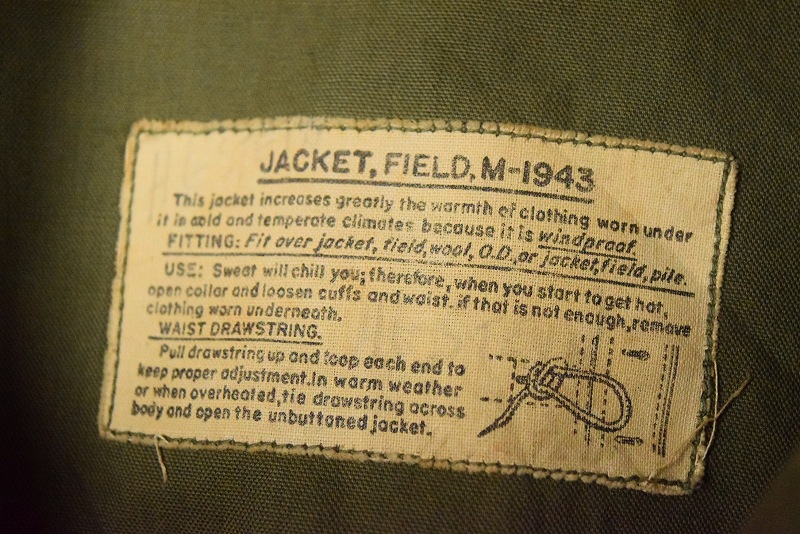 JACKET, FIELD, M-1943
This jacket increases greatly the warmth of clothing worn under
it in cold and temperate climates because it is windproof.
FITTING: Fit over jacket, field, wool, O.D., or jacket, field, pile.
USE: Sweat will chill you; therefore, when you start to get hot,
open collar and loosen cuffs and waist. if that is not enough, remove
clothing worn underneath.
WAIST DRAWSTRING.
Pull drawstring up and loop each end to
keep proper adjustment. In warm weather
or when overheated, tie drawstring across
body and open the unbuttoned jacket.